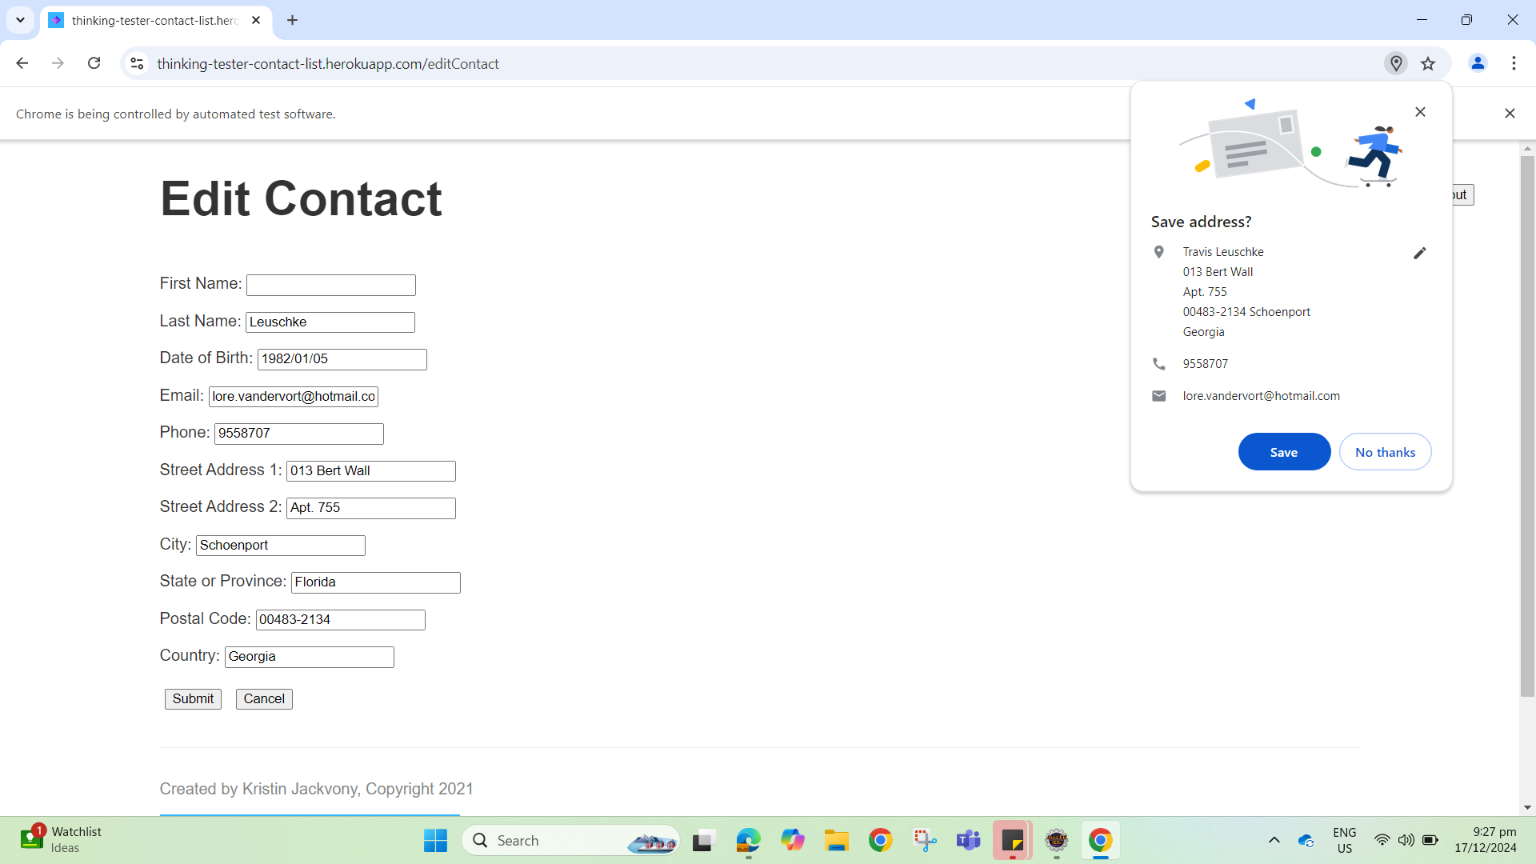 thinking-tester-contact-list.herc
thinking-tester-contact-list.herokuapp.com/editContact
Chrome is being controlled by automated test software.
Edit Contact
out
First Name:
Last Name: Leuschke
Date of Birth: 1982/01/05
Email: lore.vandervort@hotmail.co
Phone: 9558707
Street Address 1: 013 Bert Wall
Street Address 2: Apt. 755
City: Schoenport
State or Province: Florida
Postal Code: 00483-2134
Country: Georgia
Submit Cancel
Created by Kristin Jackvony, Copyright 2021
Save address?
Travis Leuschke
013 Bert Wall
Apt. 755
00483-2134 Schoenport
Georgia
9558707
lore.vandervort@hotmail.com
Save No thanks
1
Watchlist
Ideas
Search
ENG
US
9:27 pm
17/12/2024